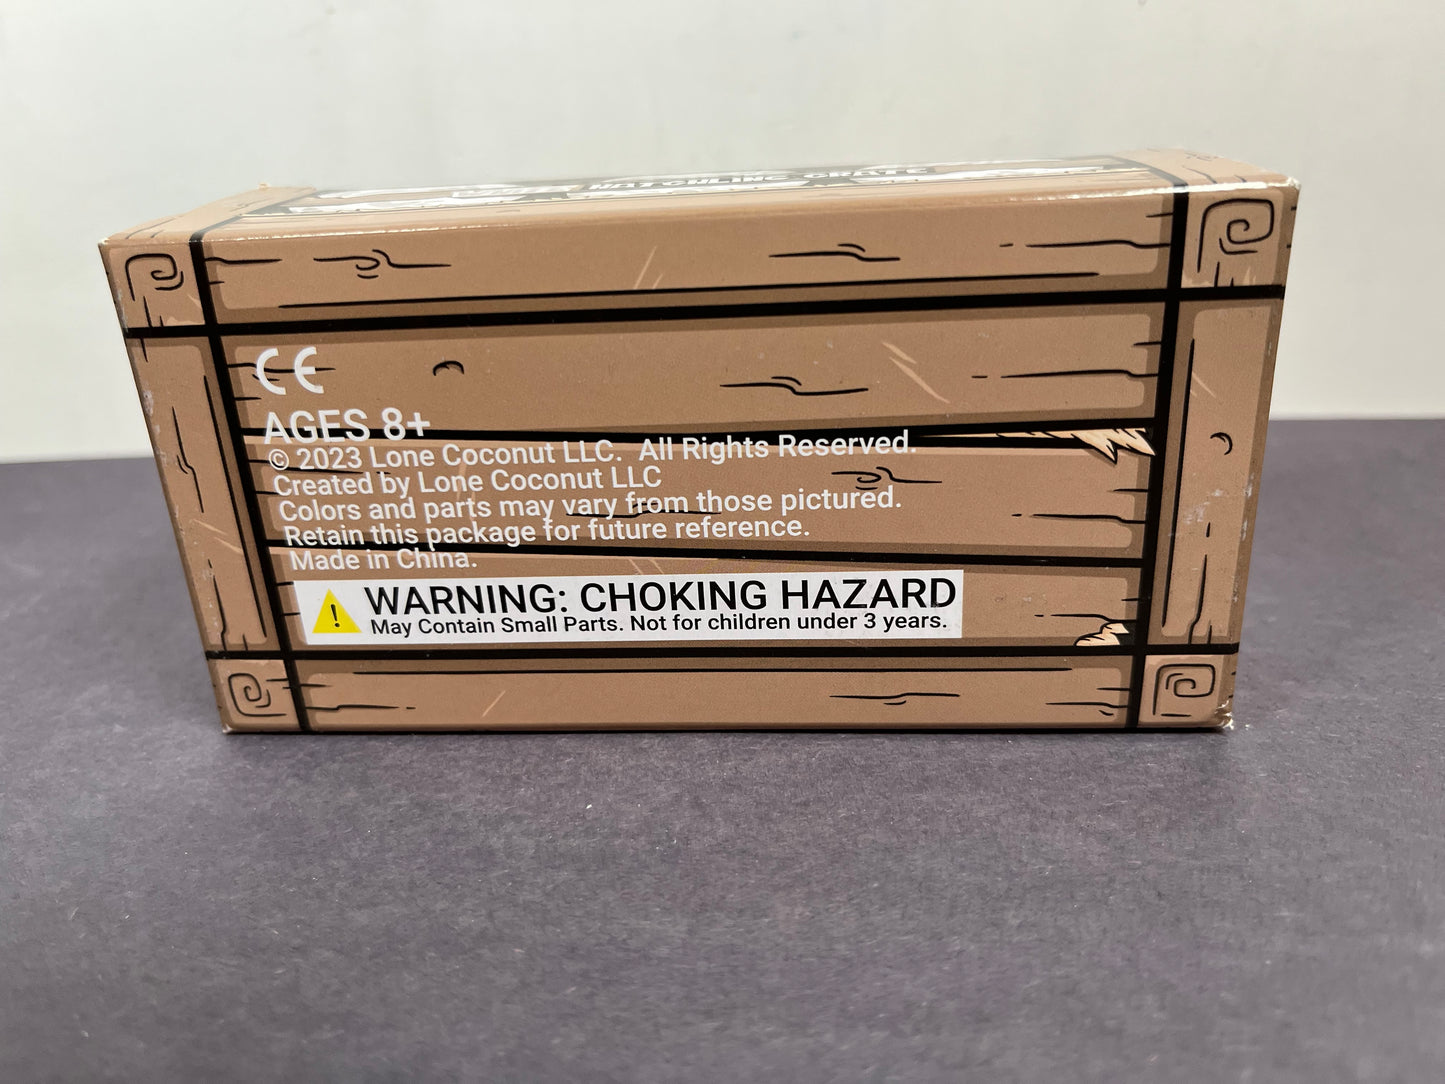 HATCHLING CRATE
CE
AGES 8+
© 2023 Lone Coconut LLC. All Rights Reserved.
Created by Lone Coconut LLC
Colors and parts may vary from those pictured.
Retain this package for future reference.
Made in China.
WARNING: CHOKING HAZARD
May Contain Small Parts. Not for children under 3 years.